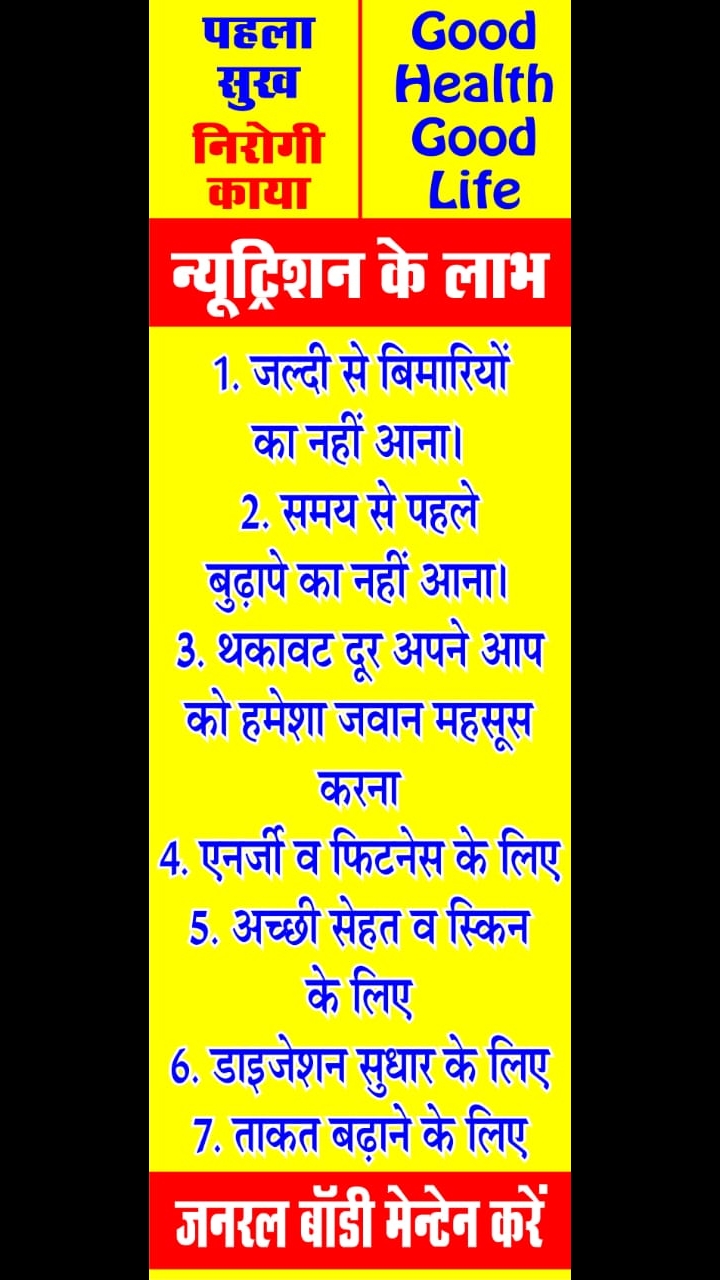 पहला
सुख
निरोगी
काया
Good
Health
Good
Life
न्यूट्रिशन के लाभ
1. जल्दी से बिमारियों
का नहीं आना।
2. समय से पहले
बुढ़ापे का नहीं आना।
3. थकावट दूर अपने आप
को हमेशा जवान महसूस
करना
4. एनर्जी व फिटनेस के लिए
5. अच्छी सेहत व स्किन
के लिए
6. डाइजेशन सुधार के लिए
7. ताकत बढ़ाने के लिए
जनरल बॉडी मेन्टेन करें